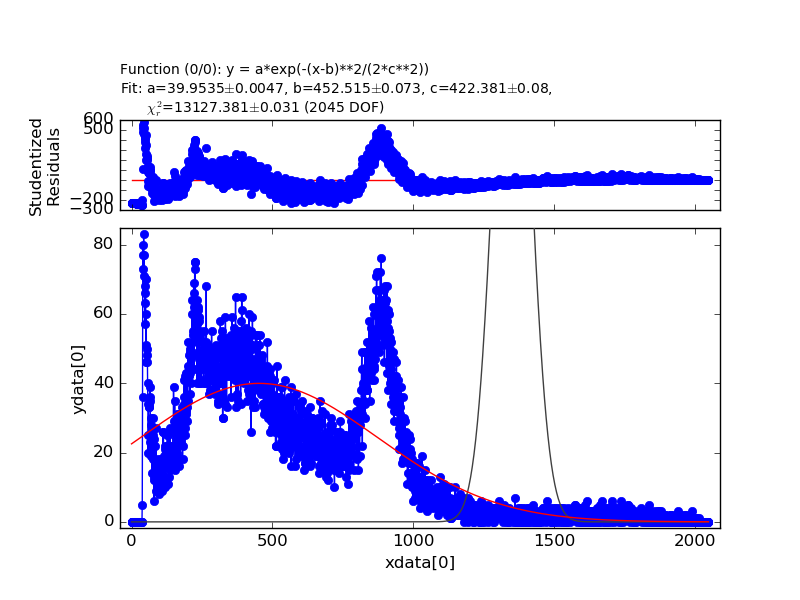 Function (0/0): y = a*exp(-(x-b)**2/(2*c**2))
Fit: a=39.9535±0.0047, b=452.515±0.073, c=422.381±0.08,
χ²ᵣ=13127.381±0.031 (2045 DOF)
Studentized
Residuals
600
500
−200
−300
ydata[0]
80
60
40
20
0
0 500 1000 1500 2000
xdata[0]